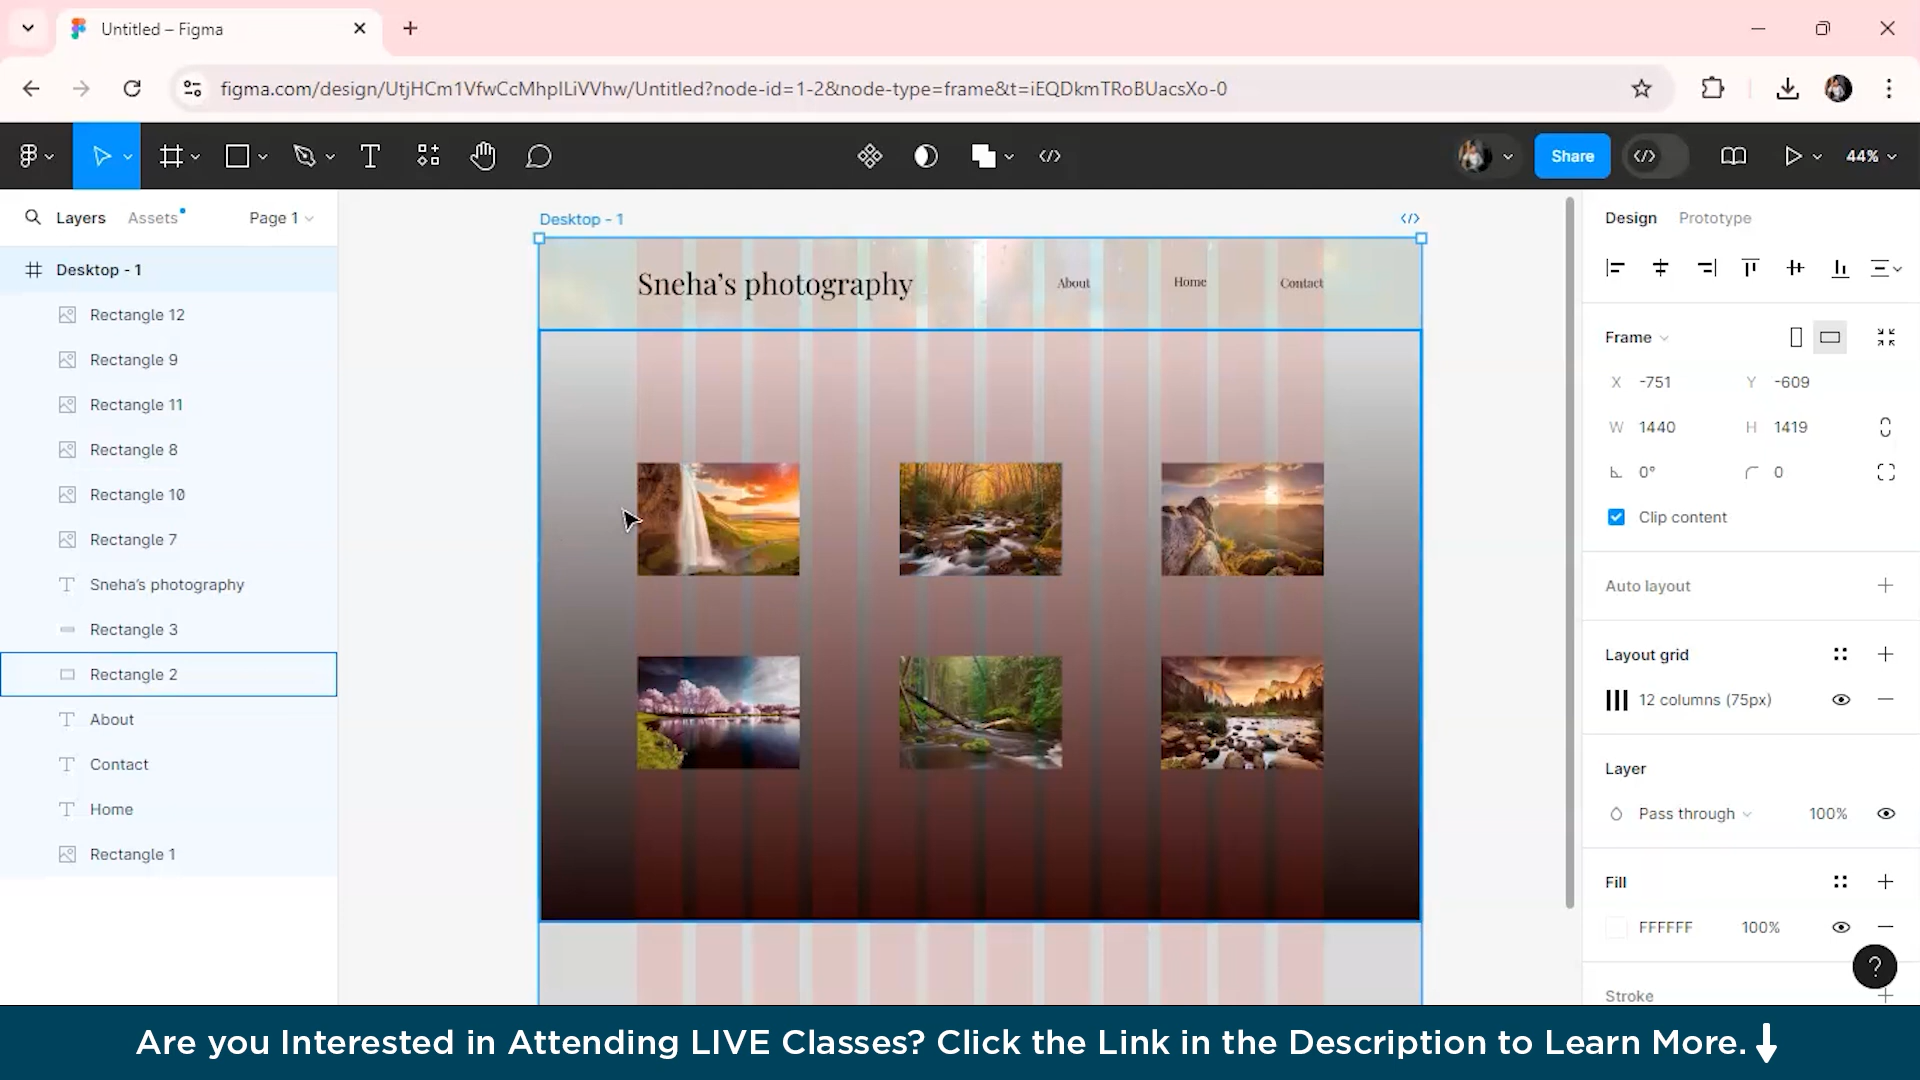 Untitled – Figma
figma.com/design/UtjHCm1VfwCcMhpILiVVhw/Untitled?node-id=1-2&node-type=frame&t=iEQDkmTRoBUacsXo-0
Share
44%
Layers
Assets
Page 1
Desktop - 1
Rectangle 12
Rectangle 9
Rectangle 11
Rectangle 8
Rectangle 10
Rectangle 7
Sneha's photography
Rectangle 3
Rectangle 2
About
Contact
Home
Rectangle 1
Desktop - 1
Sneha’s photography
About
Home
Contact
Design
Prototype
Frame
X -751
Y -609
W 1440
H 1419
0°
0
Clip content
Auto layout
Layout grid
12 columns (75px)
Layer
Pass through
100%
Fill
FFFFFF
100%
?
Stroke
Are you Interested in Attending LIVE Classes? Click the Link in the Description to Learn More.